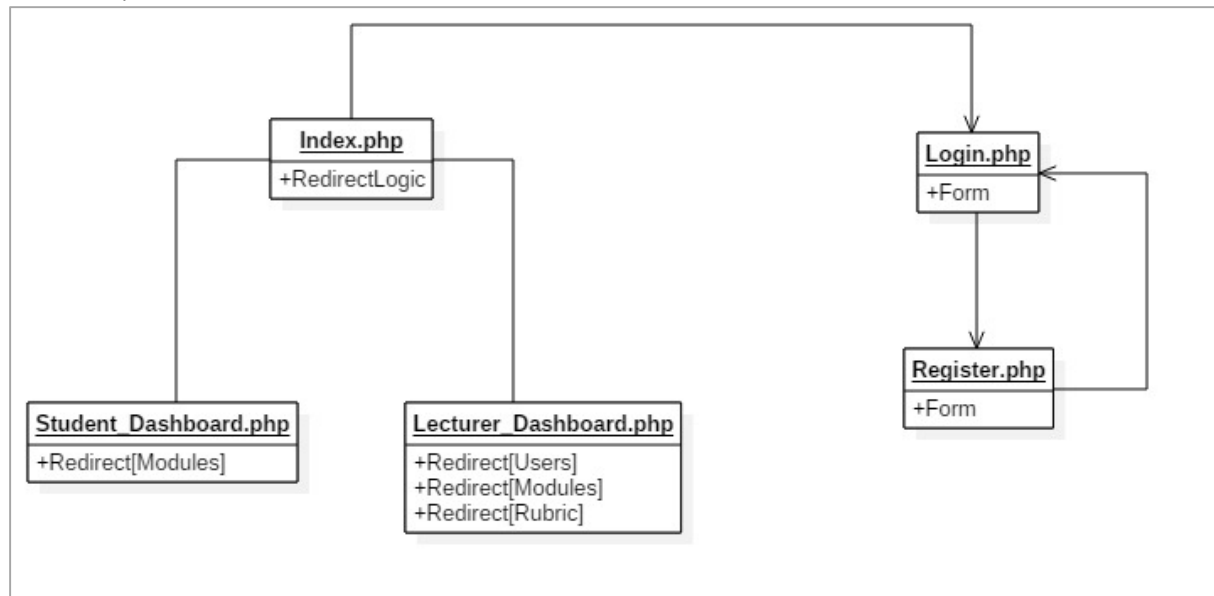 Index.php
+RedirectLogic
Login.php
+Form
Register.php
+Form
Student_Dashboard.php
+Redirect[Modules]
Lecturer_Dashboard.php
+Redirect[Users]
+Redirect[Modules]
+Redirect[Rubric]